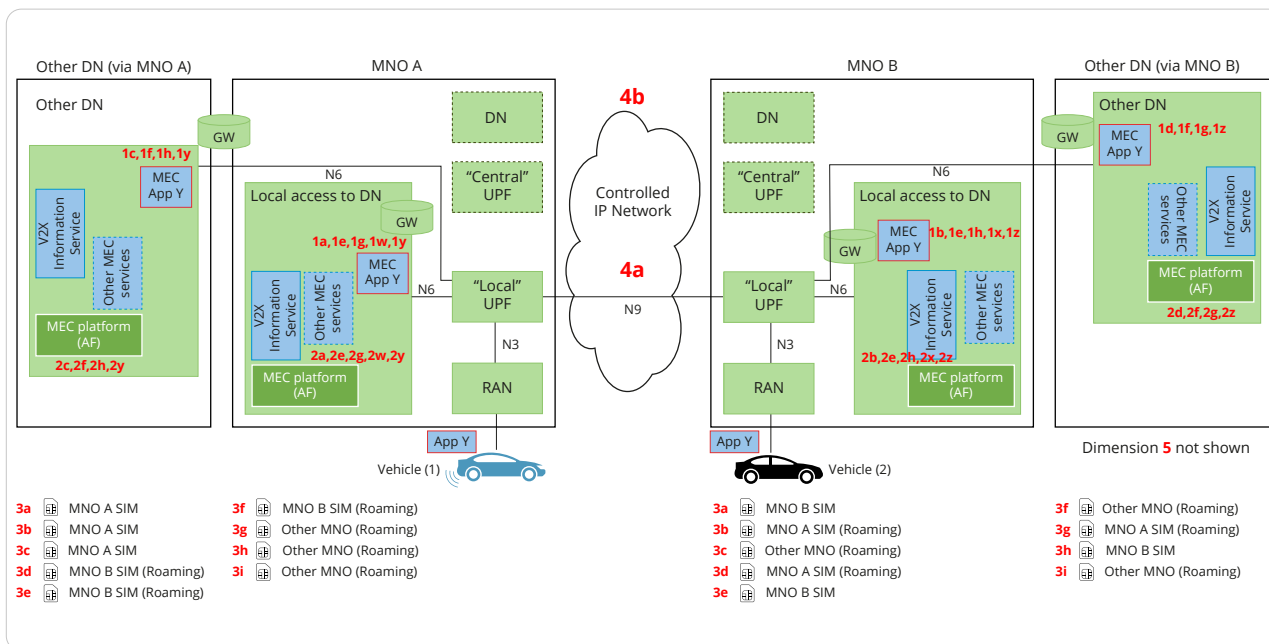 Other DN (via MNO A)
MNO A
MNO B
Other DN (via MNO B)
Other DN
GW
1c,1f,1h,1y
MEC
App Y
V2X
Information
Service
Other MEC
services
MEC platform
(AF)
2c,2f,2h,2y
N6
DN
"Central"
UPF
Local access to DN
GW
1a,1e,1g,1w,1y
MEC
App Y
V2X
Information
Service
Other MEC
services
2a,2e,2g,2w,2y
MEC platform
(AF)
N6
"Local"
UPF
N3
RAN
App Y
Vehicle (1)
4b
Controlled
IP Network
4a
N9
DN
"Central"
UPF
"Local"
UPF
N3
RAN
App Y
Vehicle (2)
N6
N6
Local access to DN
GW
MEC
App Y
1b,1e,1h,1x,1z
V2X
Information
Service
Other MEC
services
2b,2e,2h,2x,2z
MEC platform
(AF)
GW
Other DN
1d,1f,1g,1z
MEC
App Y
Other MEC
services
V2X
Information
Service
MEC platform
(AF)
2d,2f,2g,2z
Dimension 5 not shown
3a MNO A SIM
3b MNO A SIM
3c MNO A SIM
3d MNO B SIM (Roaming)
3e MNO B SIM (Roaming)
3f MNO B SIM (Roaming)
3g Other MNO (Roaming)
3h Other MNO (Roaming)
3i Other MNO (Roaming)
3a MNO B SIM
3b MNO A SIM (Roaming)
3c Other MNO (Roaming)
3d MNO A SIM (Roaming)
3e MNO B SIM
3f Other MNO (Roaming)
3g MNO A SIM (Roaming)
3h MNO B SIM
3i Other MNO (Roaming)